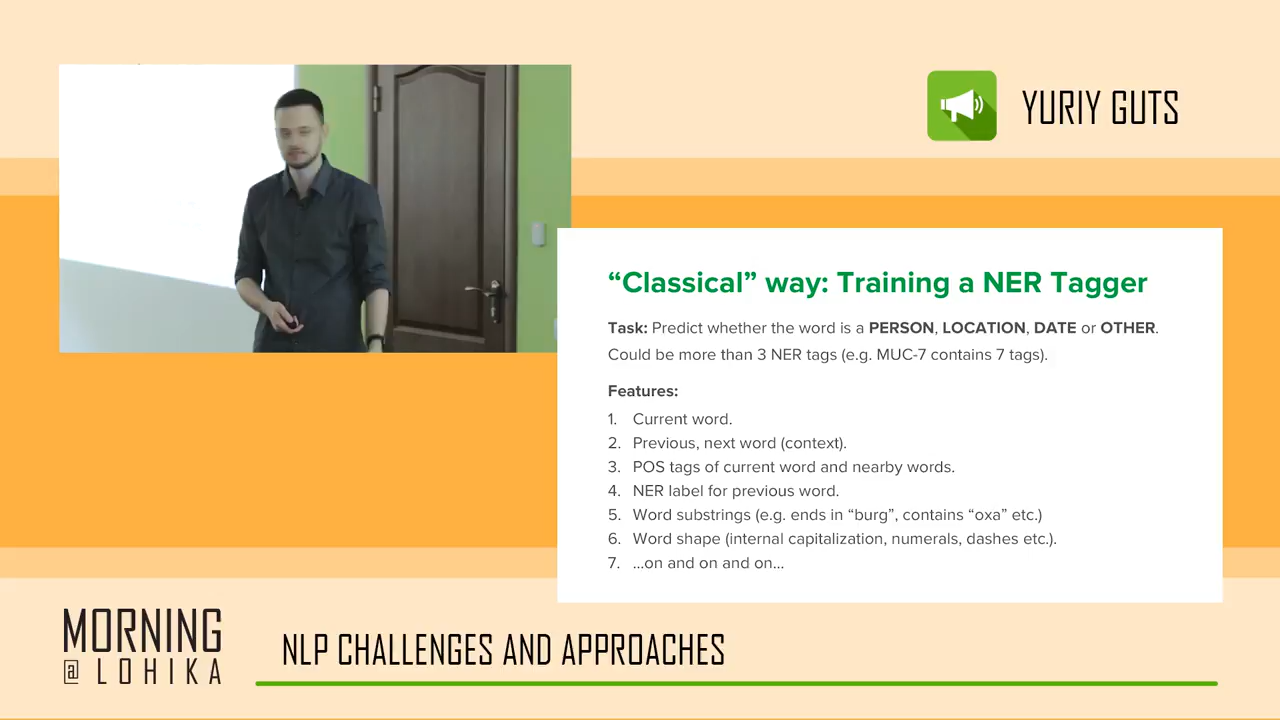 YURIY GUTS
“Classical” way: Training a NER Tagger
Task: Predict whether the word is a PERSON, LOCATION, DATE or OTHER.
Could be more than 3 NER tags (e.g. MUC-7 contains 7 tags).
Features:
1. Current word.
2. Previous, next word (context).
3. POS tags of current word and nearby words.
4. NER label for previous word.
5. Word substrings (e.g. ends in “burg”, contains “oxa” etc.)
6. Word shape (internal capitalization, numerals, dashes etc.).
7. ...on and on and on...
MORNING
@ LOHIKA
NLP CHALLENGES AND APPROACHES